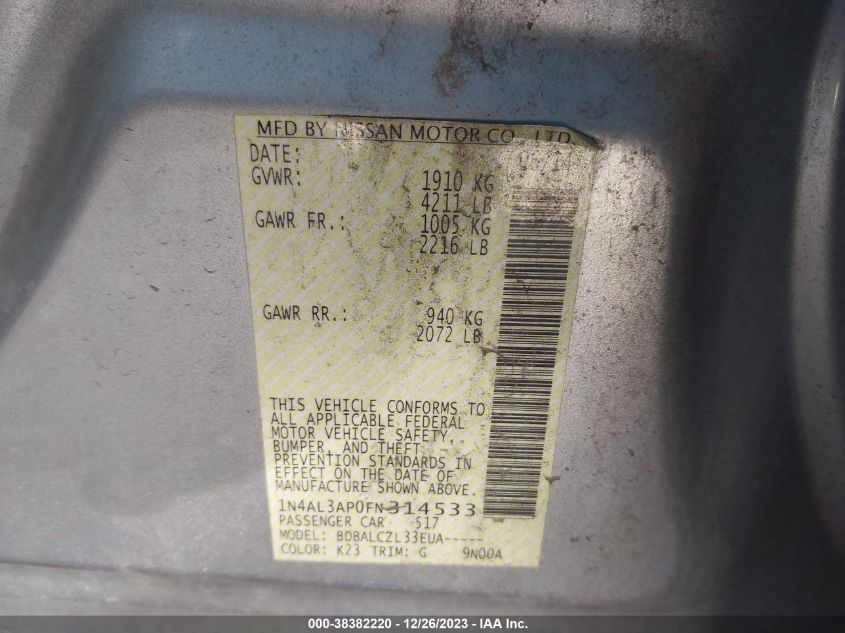 MFD BY NISSAN MOTOR CO., LTD.
DATE:
GVWR: 1910 KG
4211 LB
GAWR FR.: 1005 KG
2216 LB
GAWR RR.: 940 KG
2072 LB
THIS VEHICLE CONFORMS TO
ALL APPLICABLE FEDERAL
MOTOR VEHICLE SAFETY,
BUMPER, AND THEFT
PREVENTION STANDARDS IN
EFFECT ON THE DATE OF
MANUFACTURE SHOWN ABOVE.
1N4AL3AP0FN314533
PASSENGER CAR 517
MODEL: BDBALCZL33EUA-----
COLOR: K23 TRIM: G 9N00A
000-38382220 - 12/26/2023 - IAA Inc.